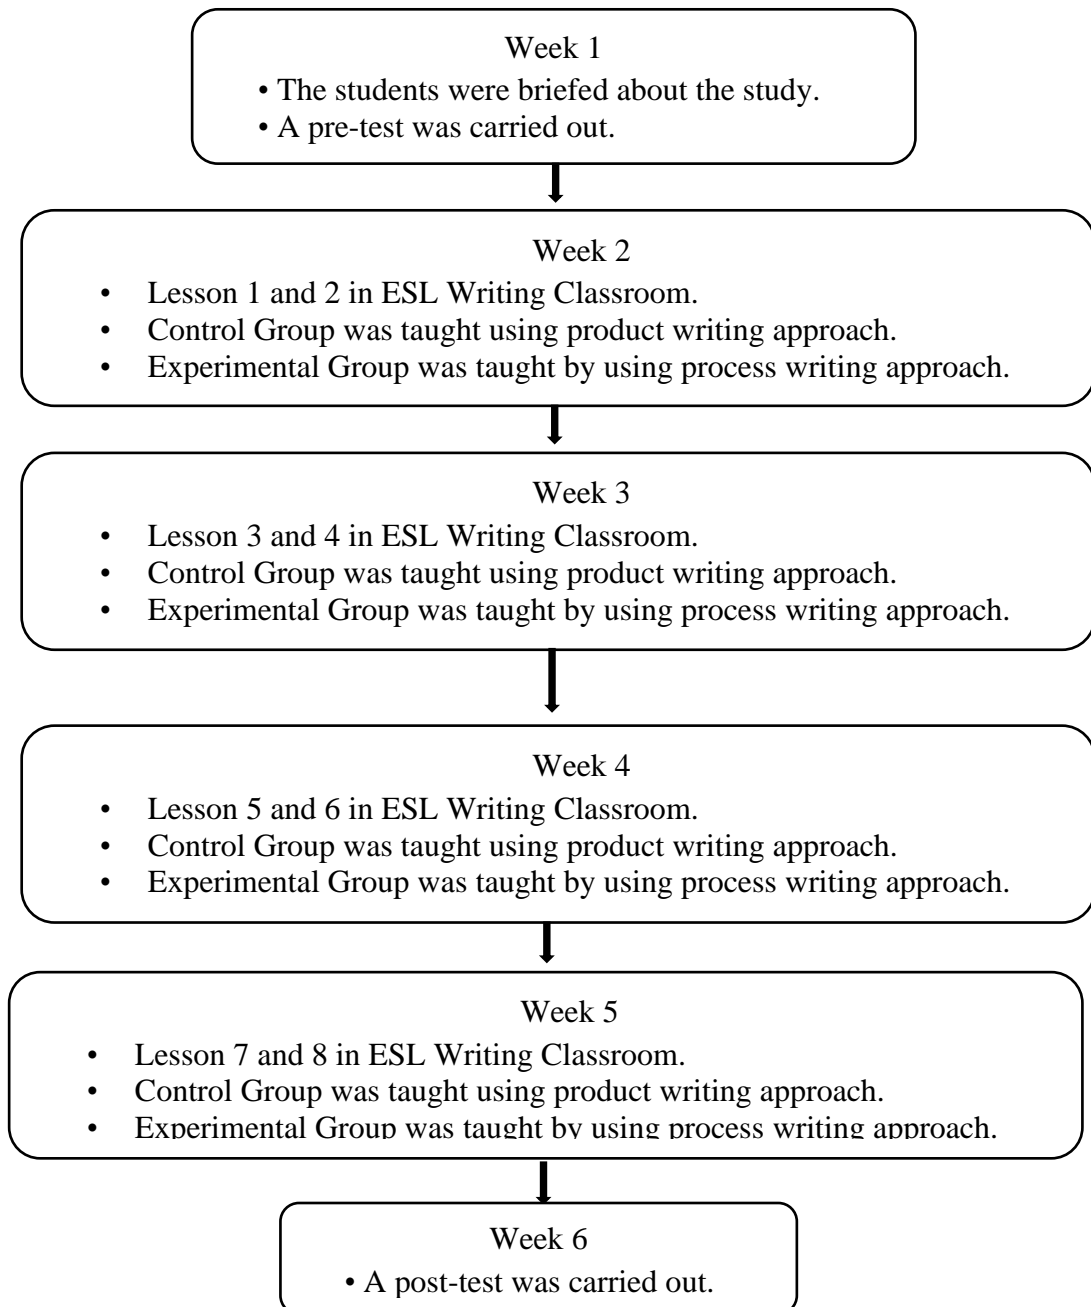 Week 1
• The students were briefed about the study.
• A pre-test was carried out.
Week 2
• Lesson 1 and 2 in ESL Writing Classroom.
• Control Group was taught using product writing approach.
• Experimental Group was taught by using process writing approach.
Week 3
• Lesson 3 and 4 in ESL Writing Classroom.
• Control Group was taught using product writing approach.
• Experimental Group was taught by using process writing approach.
Week 4
• Lesson 5 and 6 in ESL Writing Classroom.
• Control Group was taught using product writing approach.
• Experimental Group was taught by using process writing approach.
Week 5
• Lesson 7 and 8 in ESL Writing Classroom.
• Control Group was taught using product writing approach.
• Experimental Group was taught by using process writing approach.
Week 6
• A post-test was carried out.